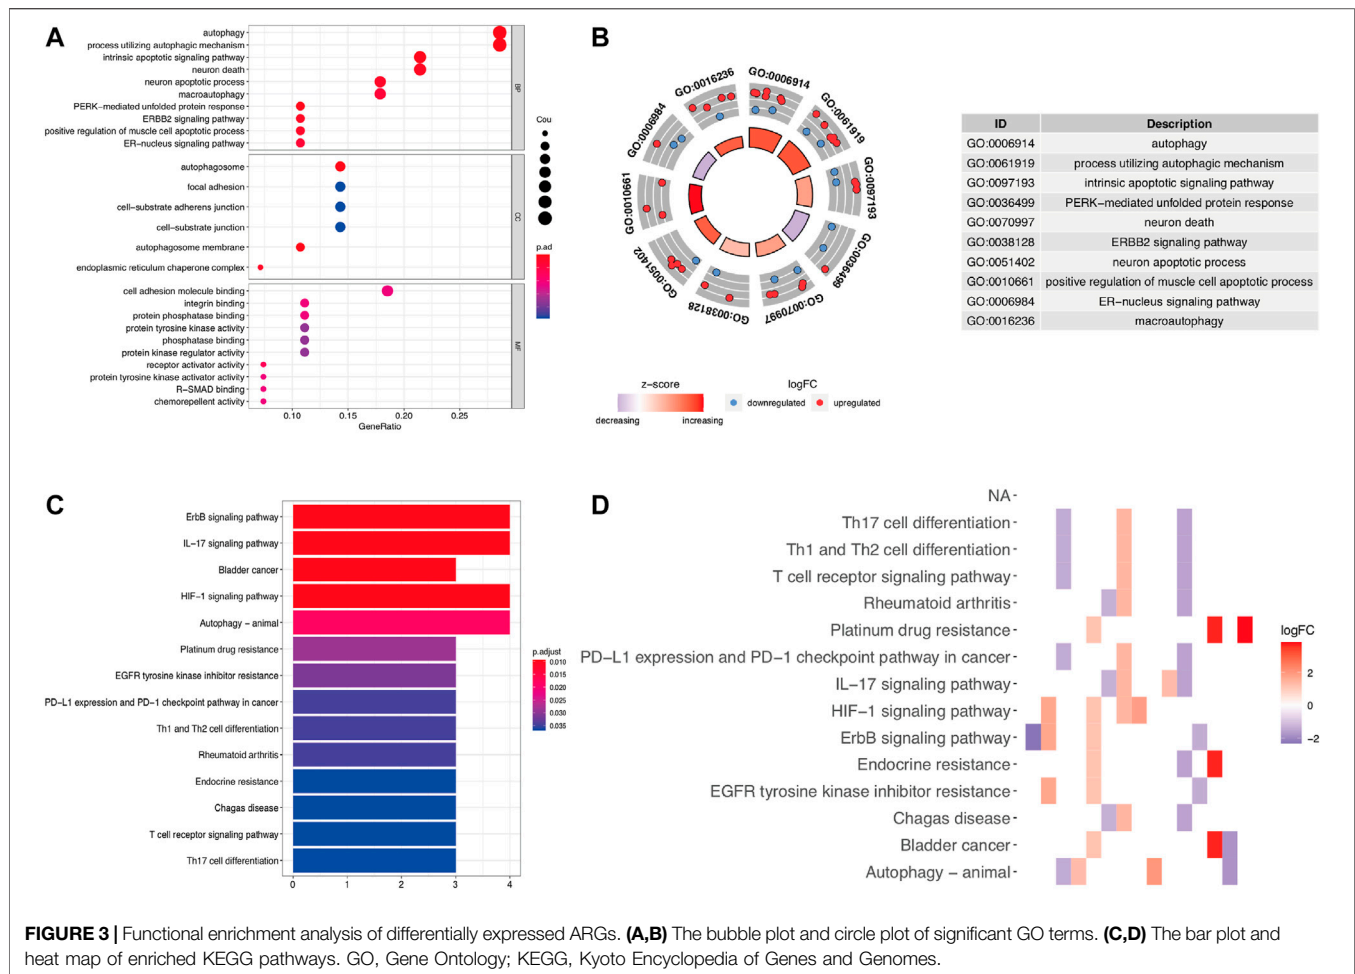 A
autophagy
process utilizing autophagic mechanism
intrinsic apoptotic signaling pathway
neuron death
neuron apoptotic process
macroautophagy
PERK−mediated unfolded protein response
ERBB2 signaling pathway
positive regulation of muscle cell apoptotic process
ER−nucleus signaling pathway
BP
autophagosome
focal adhesion
cell−substrate adherens junction
cell−substrate junction
autophagosome membrane
endoplasmic reticulum chaperone complex
CC
cell adhesion molecule binding
integrin binding
protein phosphatase binding
protein tyrosine kinase activity
phosphatase binding
protein kinase regulator activity
receptor activator activity
protein tyrosine kinase activator activity
R−SMAD binding
chemorepellent activity
MF
0.10 0.15 0.20 0.25
GeneRatio
Cou
p.ad
B
GO:0006914
GO:0061919
GO:0097193
GO:0036499
GO:0070997
GO:0038128
GO:0051402
GO:0010661
GO:0006984
GO:0016236
z−score
decreasing increasing
logFC
downregulated upregulated
ID Description
GO:0006914 autophagy
GO:0061919 process utilizing autophagic mechanism
GO:0097193 intrinsic apoptotic signaling pathway
GO:0036499 PERK−mediated unfolded protein response
GO:0070997 neuron death
GO:0038128 ERBB2 signaling pathway
GO:0051402 neuron apoptotic process
GO:0010661 positive regulation of muscle cell apoptotic process
GO:0006984 ER−nucleus signaling pathway
GO:0016236 macroautophagy
C
ErbB signaling pathway
IL−17 signaling pathway
Bladder cancer
HIF−1 signaling pathway
Autophagy − animal
Platinum drug resistance
EGFR tyrosine kinase inhibitor resistance
PD−L1 expression and PD−1 checkpoint pathway in cancer
Th1 and Th2 cell differentiation
Rheumatoid arthritis
Endocrine resistance
Chagas disease
T cell receptor signaling pathway
Th17 cell differentiation
0 1 2 3 4
p.adjust
0.010
0.015
0.020
0.025
0.030
0.035
D
NA
Th17 cell differentiation
Th1 and Th2 cell differentiation
T cell receptor signaling pathway
Rheumatoid arthritis
Platinum drug resistance
PD−L1 expression and PD−1 checkpoint pathway in cancer
IL−17 signaling pathway
HIF−1 signaling pathway
ErbB signaling pathway
Endocrine resistance
EGFR tyrosine kinase inhibitor resistance
Chagas disease
Bladder cancer
Autophagy − animal
logFC
2
0
−2
FIGURE 3 | Functional enrichment analysis of differentially expressed ARGs. (A,B) The bubble plot and circle plot of significant GO terms. (C,D) The bar plot and
heat map of enriched KEGG pathways. GO, Gene Ontology; KEGG, Kyoto Encyclopedia of Genes and Genomes.